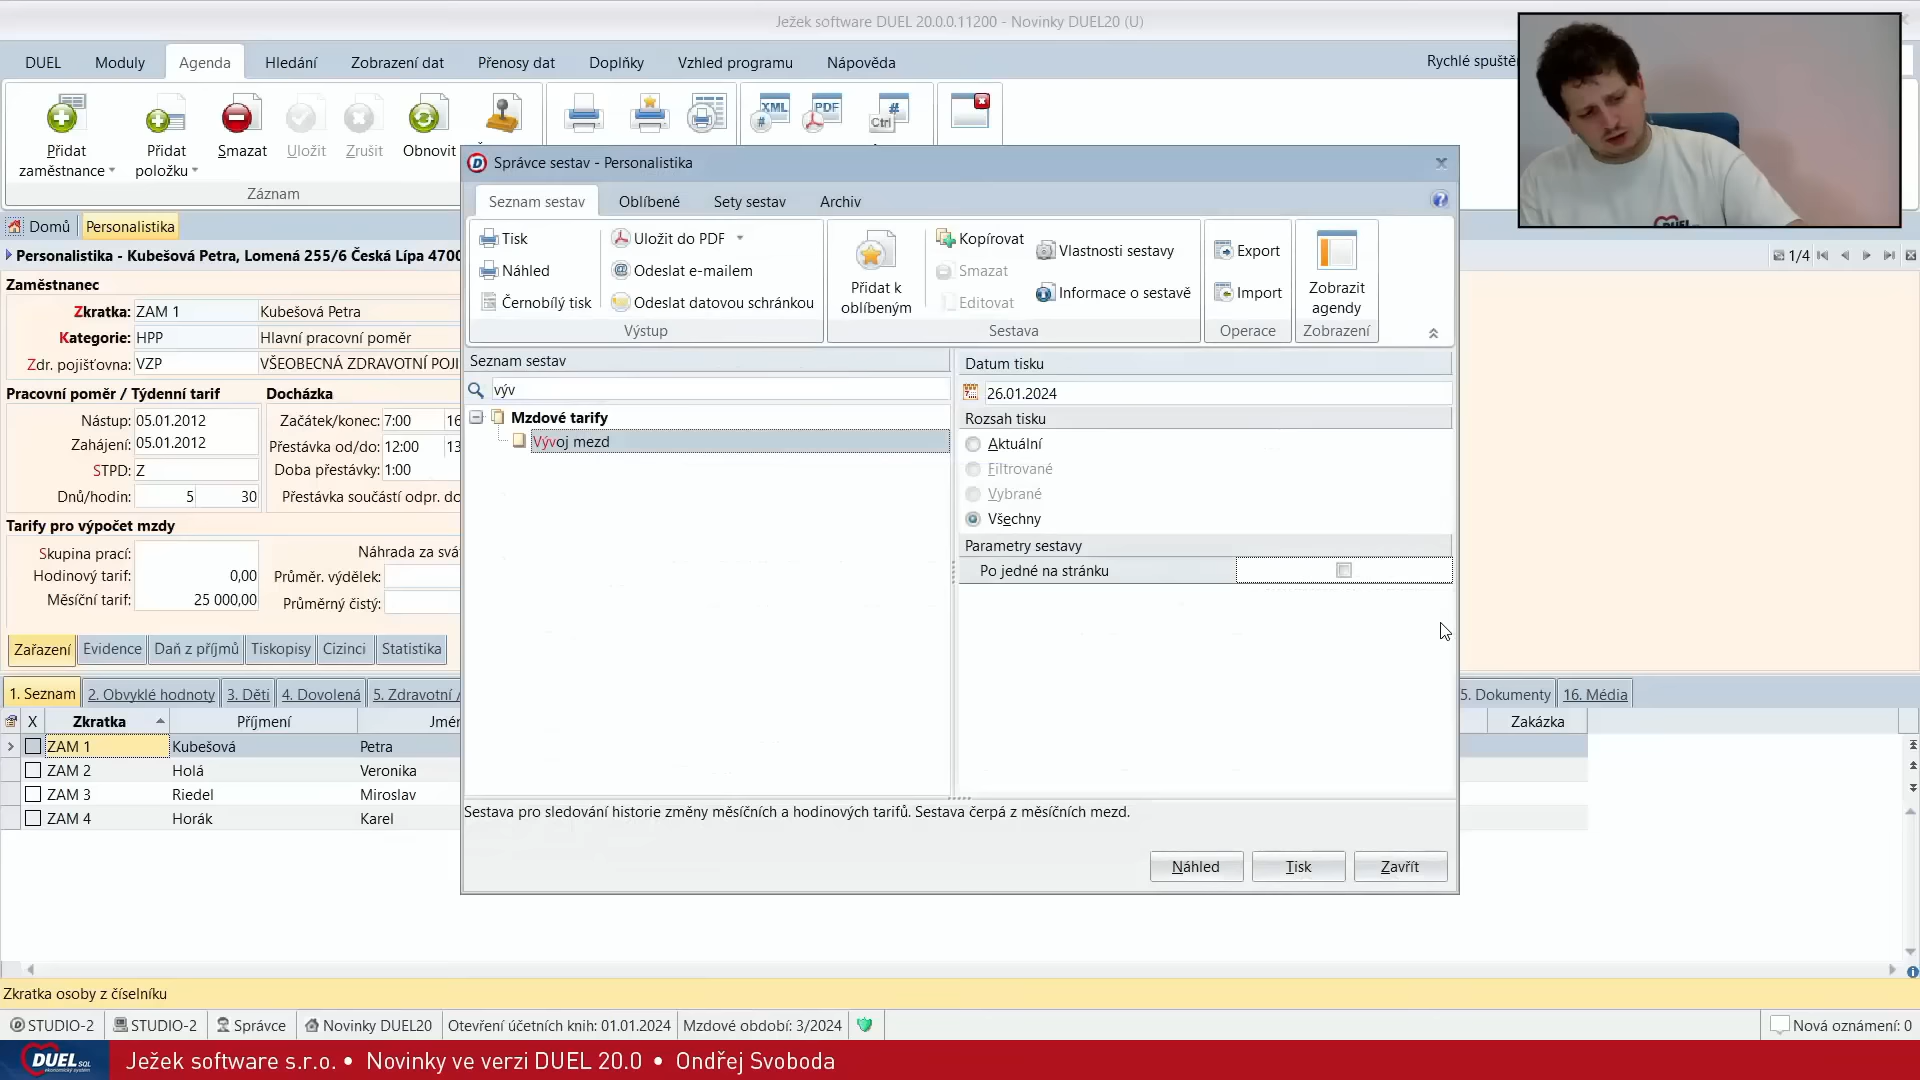 Ježek software DUEL 20.0.0.11200 - Novinky DUEL20 (U)
DUEL Moduly Agenda Hledání Zobrazení dat Přenosy dat Doplňky Vzhled programu Nápověda
Rychlé spuště
Přidat zaměstnance
Přidat položku
Smazat
Uložit
Zrušit
Obnovit
XML
PDF
Ctrl
Záznam
Domů Personalistika
Personalistika - Kubešová Petra, Lomená 255/6 Česká Lípa 4700
1/4
Zaměstnanec
Zkratka: ZAM 1 Kubešová Petra
Kategorie: HPP Hlavní pracovní poměr
Zdr. pojišťovna: VZP VŠEOBECNÁ ZDRAVOTNÍ POJI
Pracovní poměr / Týdenní tarif Docházka
Nástup: 05.01.2012 Začátek/konec: 7:00 16
Zahájení: 05.01.2012 Přestávka od/do: 12:00 13
STPD: Z Doba přestávky: 1:00
Dnů/hodin: 5 30 Přestávka součástí odpr. do
Tarify pro výpočet mzdy
Skupina prací: Náhrada za svá
Hodinový tarif: 0,00 Průměr. výdělek:
Měsíční tarif: 25 000,00 Průměrný čistý:
Zařazení Evidence Daň z příjmů Tiskopisy Cizinci Statistika
1. Seznam 2. Obvyklé hodnoty 3. Děti 4. Dovolená 5. Zdravotní / 5. Dokumenty 16. Média
X Zkratka Příjmení Jmér Zakázka
ZAM 1 Kubešová Petra
ZAM 2 Holá Veronika
ZAM 3 Riedel Miroslav
ZAM 4 Horák Karel
Správce sestav - Personalistika
Seznam sestav Oblíbené Sety sestav Archiv
Tisk
Náhled
Černobílý tisk
Uložit do PDF
Odeslat e-mailem
Odeslat datovou schránkou
Výstup
Přidat k oblíbeným
Kopírovat
Smazat
Editovat
Vlastnosti sestavy
Informace o sestavě
Sestava
Export
Import
Operace
Zobrazit agendy
Zobrazení
Seznam sestav
výv
Mzdové tarify
Vývoj mezd
Datum tisku
26.01.2024
Rozsah tisku
Aktuální
Filtrované
Vybrané
Všechny
Parametry sestavy
Po jedné na stránku
Sestava pro sledování historie změny měsíčních a hodinových tarifů. Sestava čerpá z měsíčních mezd.
Náhled Tisk Zavřít
Zkratka osoby z číselníku
STUDIO-2 STUDIO-2 Správce Novinky DUEL20 Otevření účetních knih: 01.01.2024 Mzdové období: 3/2024 Nová oznámení: 0
DUEL SQL
Ježek software s.r.o. • Novinky ve verzi DUEL 20.0 • Ondřej Svoboda